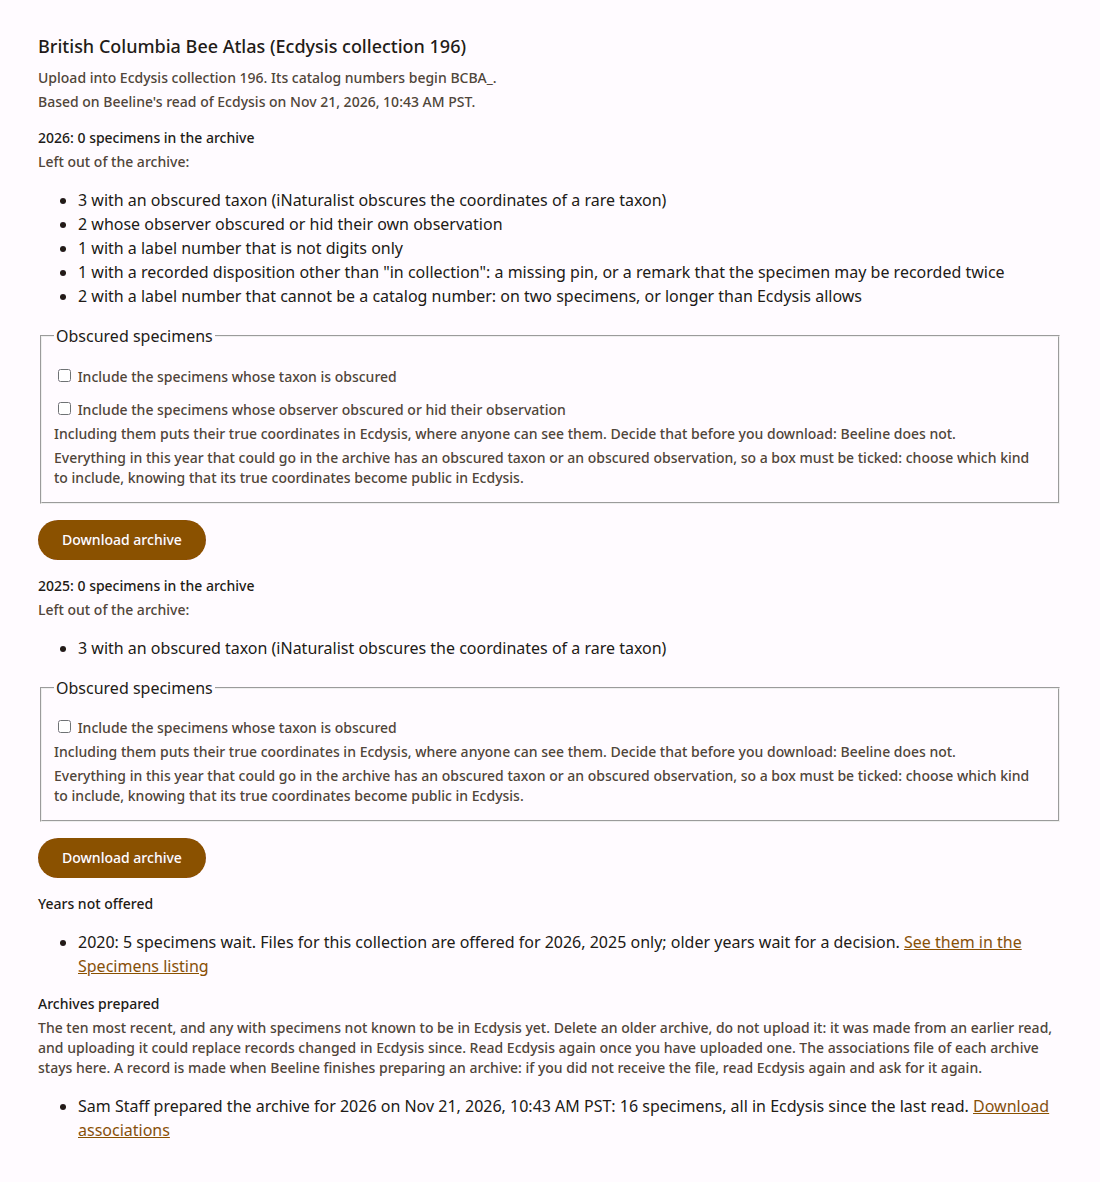 British Columbia Bee Atlas (Ecdysis collection 196)
Upload into Ecdysis collection 196. Its catalog numbers begin BCBA_.
Based on Beeline's read of Ecdysis on Nov 21, 2026, 10:43 AM PST.
2026: 0 specimens in the archive
Left out of the archive:
3 with an obscured taxon (iNaturalist obscures the coordinates of a rare taxon)
2 whose observer obscured or hid their own observation
1 with a label number that is not digits only
1 with a recorded disposition other than "in collection": a missing pin, or a remark that the specimen may be recorded twice
2 with a label number that cannot be a catalog number: on two specimens, or longer than Ecdysis allows
Obscured specimens
Include the specimens whose taxon is obscured
Include the specimens whose observer obscured or hid their observation
Including them puts their true coordinates in Ecdysis, where anyone can see them. Decide that before you download: Beeline does not.
Everything in this year that could go in the archive has an obscured taxon or an obscured observation, so a box must be ticked: choose which kind
to include, knowing that its true coordinates become public in Ecdysis.
Download archive
2025: 0 specimens in the archive
Left out of the archive:
3 with an obscured taxon (iNaturalist obscures the coordinates of a rare taxon)
Obscured specimens
Include the specimens whose taxon is obscured
Including them puts their true coordinates in Ecdysis, where anyone can see them. Decide that before you download: Beeline does not.
Everything in this year that could go in the archive has an obscured taxon or an obscured observation, so a box must be ticked: choose which kind
to include, knowing that its true coordinates become public in Ecdysis.
Download archive
Years not offered
2020: 5 specimens wait. Files for this collection are offered for 2026, 2025 only; older years wait for a decision. See them in the
Specimens listing
Archives prepared
The ten most recent, and any with specimens not known to be in Ecdysis yet. Delete an older archive, do not upload it: it was made from an earlier read,
and uploading it could replace records changed in Ecdysis since. Read Ecdysis again once you have uploaded one. The associations file of each archive
stays here. A record is made when Beeline finishes preparing an archive: if you did not receive the file, read Ecdysis again and ask for it again.
Sam Staff prepared the archive for 2026 on Nov 21, 2026, 10:43 AM PST: 16 specimens, all in Ecdysis since the last read. Download
associations